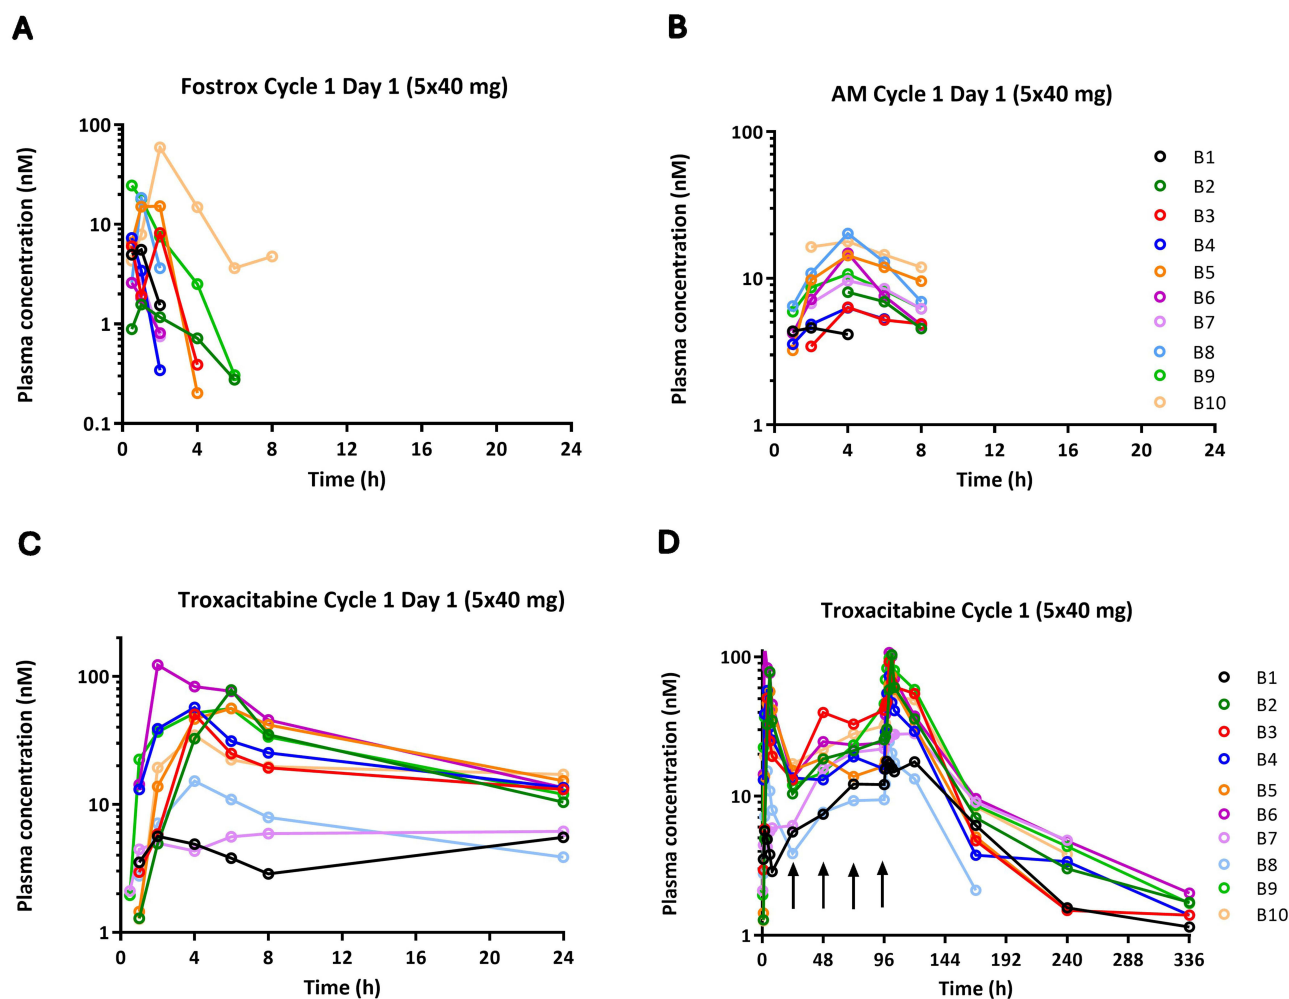 A
Fostrox Cycle 1 Day 1 (5x40 mg)
Plasma concentration (nM)
100
10
1
0.1
0 4 8 12 16 20 24
Time (h)
B
AM Cycle 1 Day 1 (5x40 mg)
Plasma concentration (nM)
100
10
1
0 4 8 12 16 20 24
Time (h)
B1
B2
B3
B4
B5
B6
B7
B8
B9
B10
C
Troxacitabine Cycle 1 Day 1 (5x40 mg)
Plasma concentration (nM)
100
10
1
0 4 8 12 16 20 24
Time (h)
D
Troxacitabine Cycle 1 (5x40 mg)
Plasma concentration (nM)
100
10
1
0 48 96 144 192 240 288 336
Time (h)
B1
B2
B3
B4
B5
B6
B7
B8
B9
B10